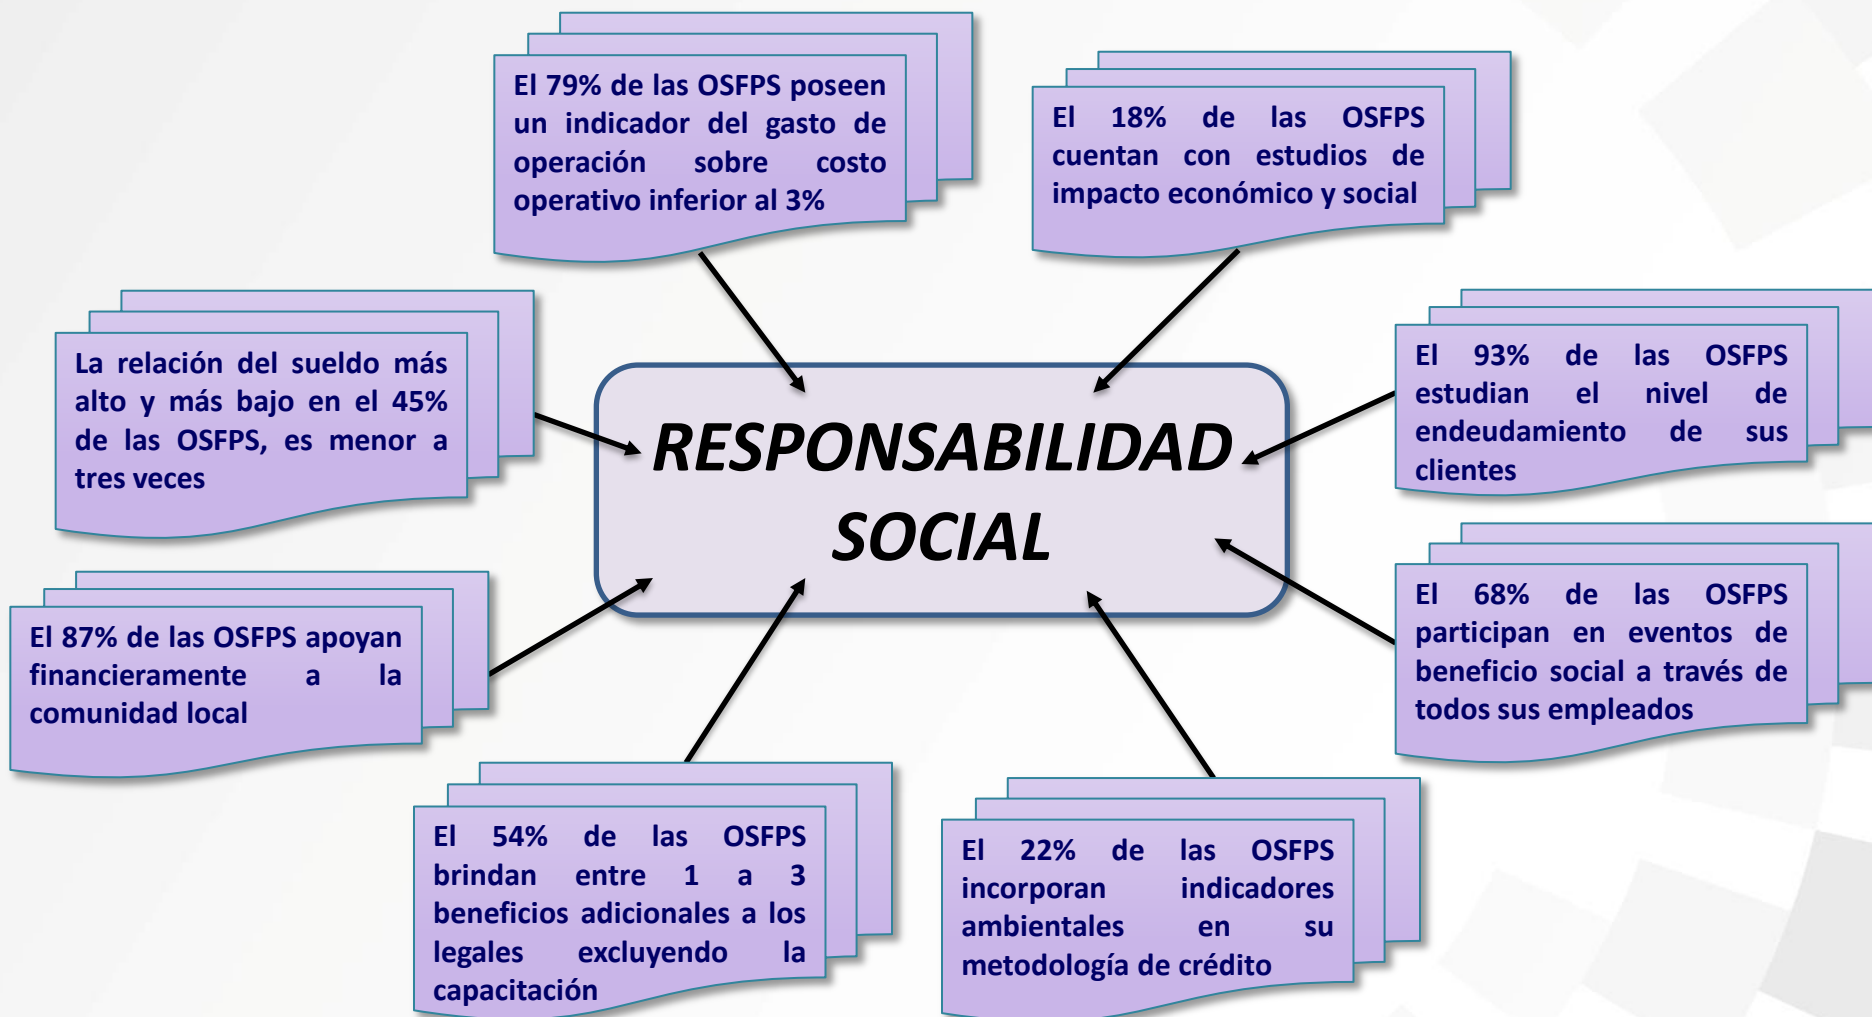 El 79% de las OSFPS poseen
un indicador del gasto de
operación sobre costo
operativo inferior al 3%
El 18% de las OSFPS
cuentan con estudios de
impacto económico y social
La relación del sueldo más
alto y más bajo en el 45%
de las OSFPS, es menor a
tres veces
El 93% de las OSFPS
estudian el nivel de
endeudamiento de sus
clientes
RESPONSABILIDAD
SOCIAL
El 87% de las OSFPS apoyan
financieramente a la
comunidad local
El 68% de las OSFPS
participan en eventos de
beneficio social a través de
todos sus empleados
El 54% de las OSFPS
brindan entre 1 a 3
beneficios adicionales a los
legales excluyendo la
capacitación
El 22% de las OSFPS
incorporan indicadores
ambientales en su
metodología de crédito